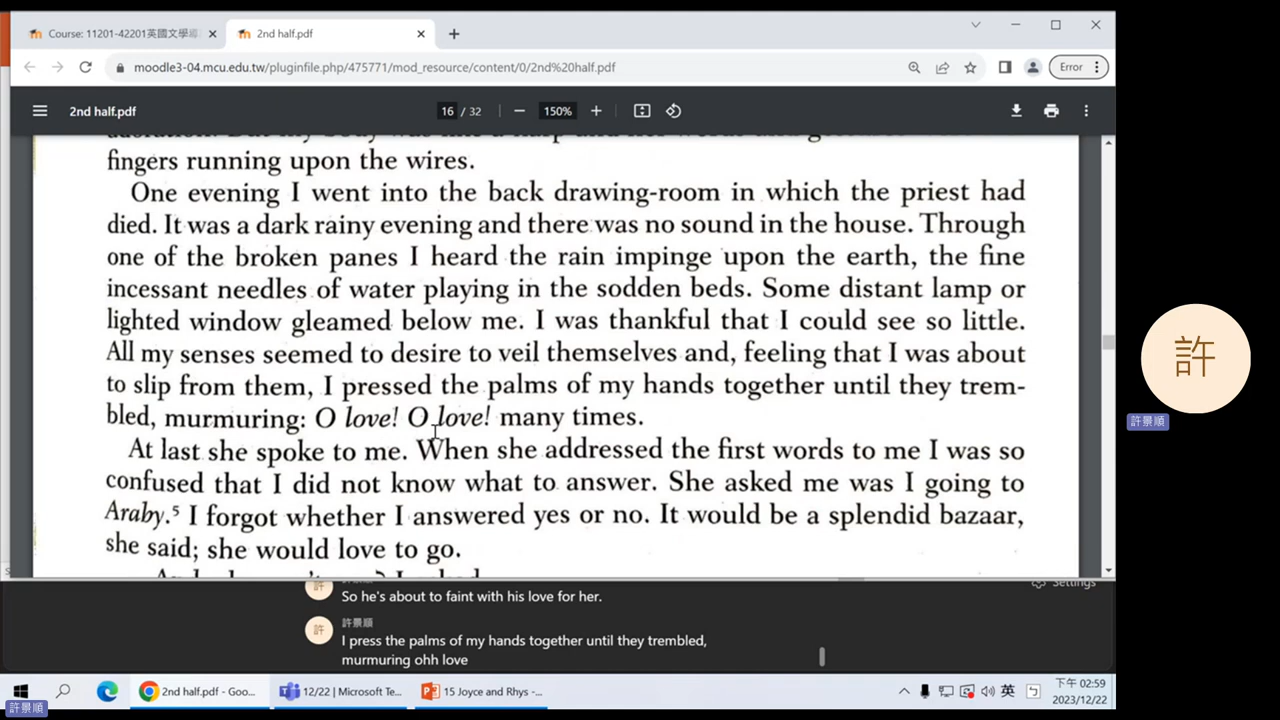 Course: 11201-42201英國文學導
2nd half.pdf
moodle3-04.mcu.edu.tw/pluginfile.php/475771/mod_resource/content/0/2nd%20half.pdf
Error
2nd half.pdf
16 / 32
150%
fingers running upon the wires.
One evening I went into the back drawing-room in which the priest had
died. It was a dark rainy evening and there was no sound in the house. Through
one of the broken panes I heard the rain impinge upon the earth, the fine
incessant needles of water playing in the sodden beds. Some distant lamp or
lighted window gleamed below me. I was thankful that I could see so little.
All my senses seemed to desire to veil themselves and, feeling that I was about
to slip from them, I pressed the palms of my hands together until they trem-
bled, murmuring: O love! O love! many times.
At last she spoke to me. When she addressed the first words to me I was so
confused that I did not know what to answer. She asked me was I going to
Araby.⁵ I forgot whether I answered yes or no. It would be a splendid bazaar,
she said; she would love to go.
Settings
許
So he's about to faint with his love for her.
許景順
許
I press the palms of my hands together until they trembled,
murmuring ohh love
許
許景順
2nd half.pdf - Goo...
12/22 | Microsoft Te...
15 Joyce and Rhys -...
英
下午 02:59
2023/12/22
許景順